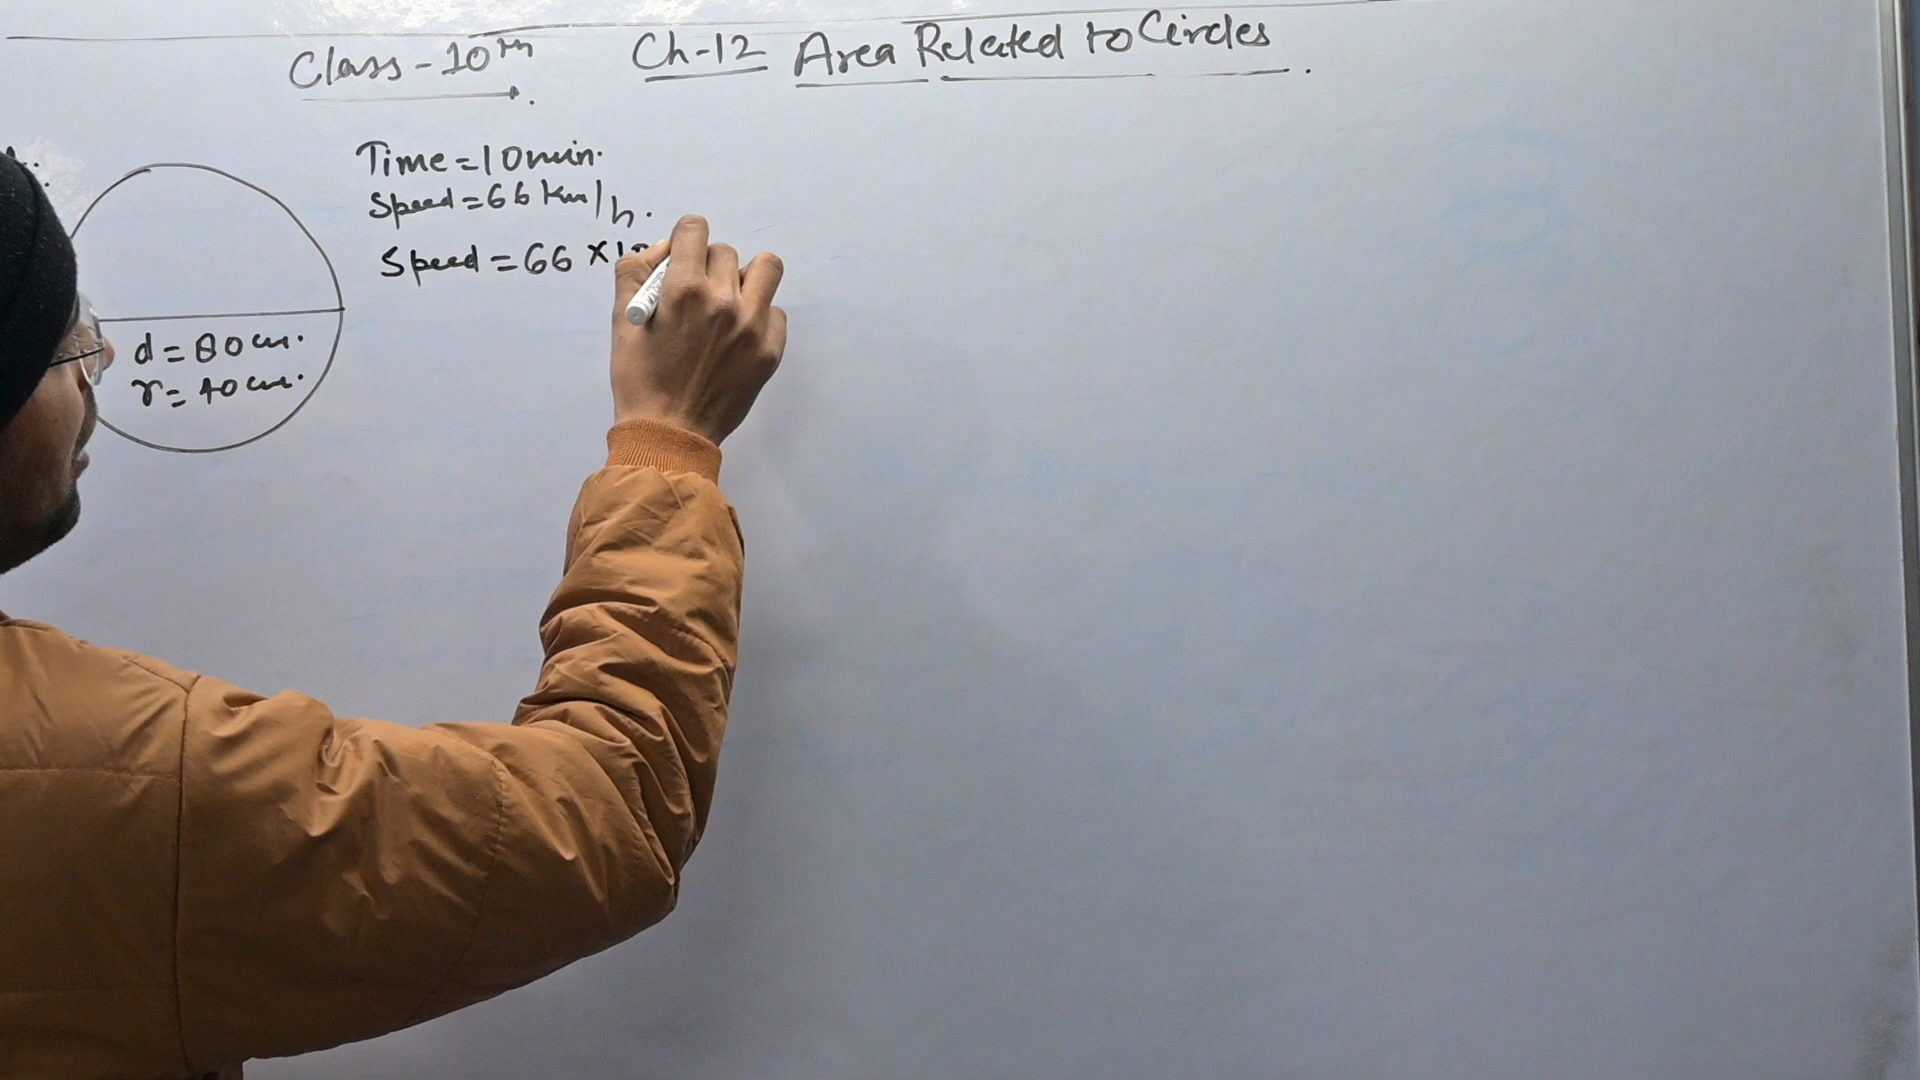 Class - 10th Ch-12 Area Related to Circles.
Time = 10 min.
Speed = 66 Km/h.
Speed = 66 × 10
d = 80 cm.
r = 40 cm.